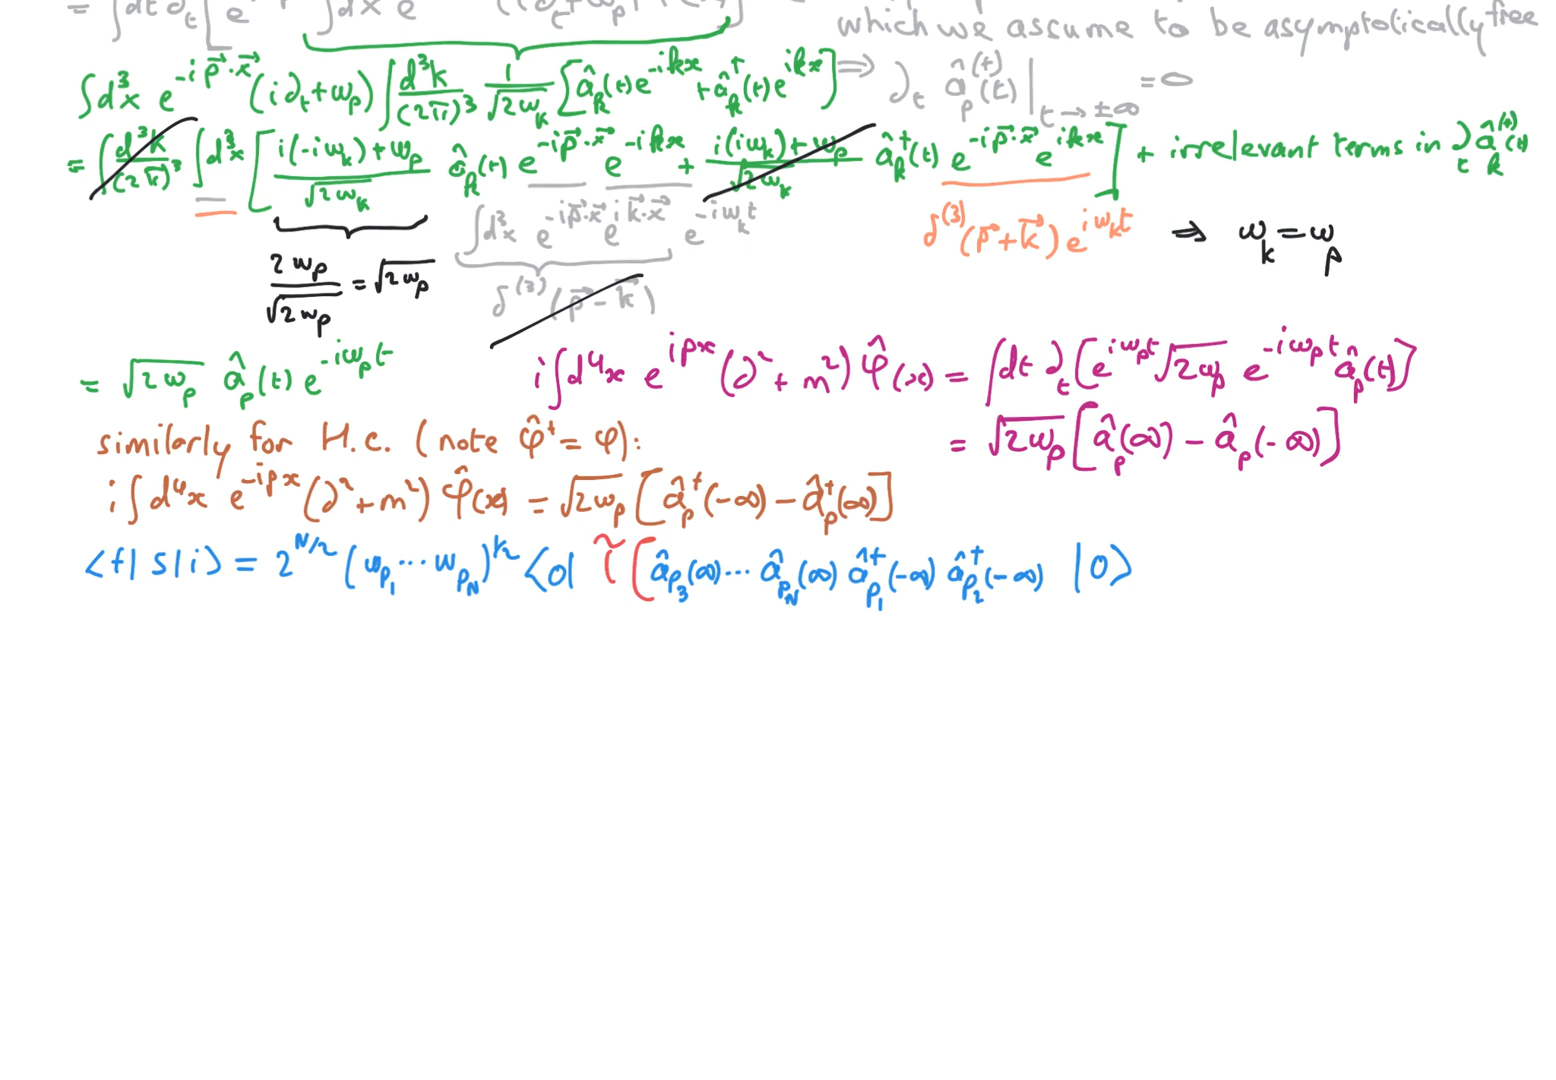 = ∫dt ∂_t [ e ∫dx e (i∂_t + ω_p) ]
which we assume to be asymptotically free
∫d³x e^{-i p⃗·x⃗} (i∂_t + ω_p) ∫ d³k/(2π)³ 1/√2ω_k [ â_k(t) e^{-ikx} + â_k^†(t) e^{ikx} ] ⇒ ∂_t â_p^{(†)}(t) |_{t→±∞} = 0
= ∫ d³k/(2π)³ ∫d³x [ i(-iω_k)+ω_p/√2ω_k â_k(t) e^{-ip⃗·x⃗} e^{-ikx} + i(iω_k)+ω_p/√2ω_k â_k^†(t) e^{-ip⃗·x⃗} e^{ikx} ] + irrelevant terms in ∂_t â_k^{(†)}(t)
∫d³x e^{-ip⃗·x⃗} e^{ik⃗·x⃗} e^{-iω_k t}
δ^{(3)}(p⃗+k⃗) e^{iω_k t} ⇒ ω_k = ω_p
2ω_p/√2ω_p = √2ω_p
δ^{(3)}(p⃗-k⃗)
= √2ω_p â_p(t) e^{-iω_p t}
i∫d⁴x e^{ipx} (∂²+m²) φ̂(x) = ∫dt ∂_t [ e^{iω_p t} √2ω_p e^{-iω_p t} â_p(t) ]
= √2ω_p [ â_p(∞) - â_p(-∞) ]
similarly for H.c. (note φ̂^† = φ):
i∫d⁴x e^{-ipx} (∂²+m²) φ̂(x) = √2ω_p [ â_p^†(-∞) - â_p^†(∞) ]
<f|S|i> = 2^{N/2} (ω_{p_1} ··· ω_{p_N})^{1/2} <0| T( â_{p_3}(∞) ··· â_{p_N}(∞) â_{p_1}^†(-∞) â_{p_2}^†(-∞) |0>